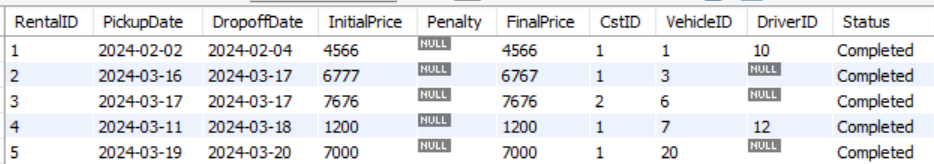 RentalID PickupDate DropoffDate InitialPrice Penalty FinalPrice CstID VehicleID DriverID Status
1 2024-02-02 2024-02-04 4566 NULL 4566 1 1 10 Completed
2 2024-03-16 2024-03-17 6777 NULL 6767 1 3 NULL Completed
3 2024-03-17 2024-03-17 7676 NULL 7676 2 6 NULL Completed
4 2024-03-11 2024-03-18 1200 NULL 1200 1 7 12 Completed
5 2024-03-19 2024-03-20 7000 NULL 7000 1 20 NULL Completed